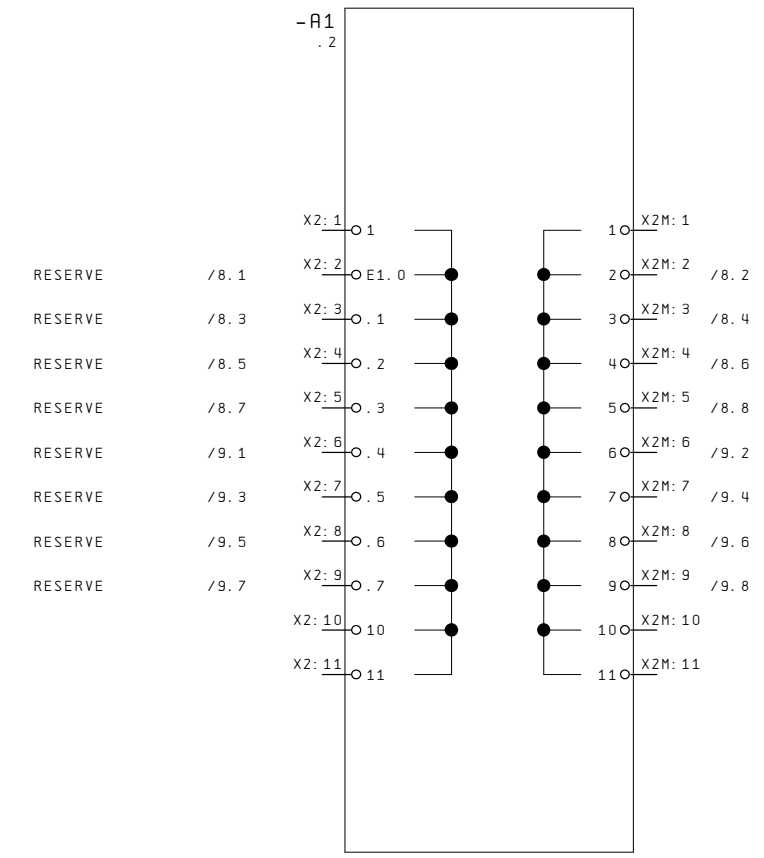 -A1
.2
X2:1 1 1 X2M:1
RESERVE /8.1 X2:2 E1.0 2 X2M:2 /8.2
RESERVE /8.3 X2:3 .1 3 X2M:3 /8.4
RESERVE /8.5 X2:4 .2 4 X2M:4 /8.6
RESERVE /8.7 X2:5 .3 5 X2M:5 /8.8
RESERVE /9.1 X2:6 .4 6 X2M:6 /9.2
RESERVE /9.3 X2:7 .5 7 X2M:7 /9.4
RESERVE /9.5 X2:8 .6 8 X2M:8 /9.6
RESERVE /9.7 X2:9 .7 9 X2M:9 /9.8
X2:10 10 10 X2M:10
X2:11 11 11 X2M:11